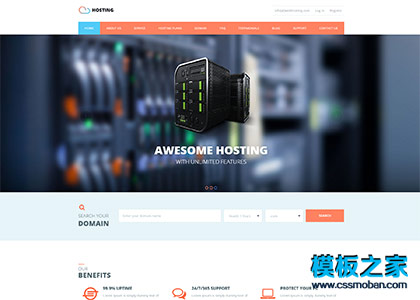 HOSTING
Log in
Register
HOME
ABOUT US
HOSTING PLANS
DOMAIN
TESTIMONIALS
BLOG
SUPPORT
CONTACT US
AWESOME HOSTING
WITH UNLIMITED FEATURES
SEARCH YOUR
DOMAIN
Enter your domain name
SEARCH
OUR
BENEFITS
99.9% UPTIME
24/7/365 SUPPORT
PROTECT YOUR
模板之家
www.cssmoban.com